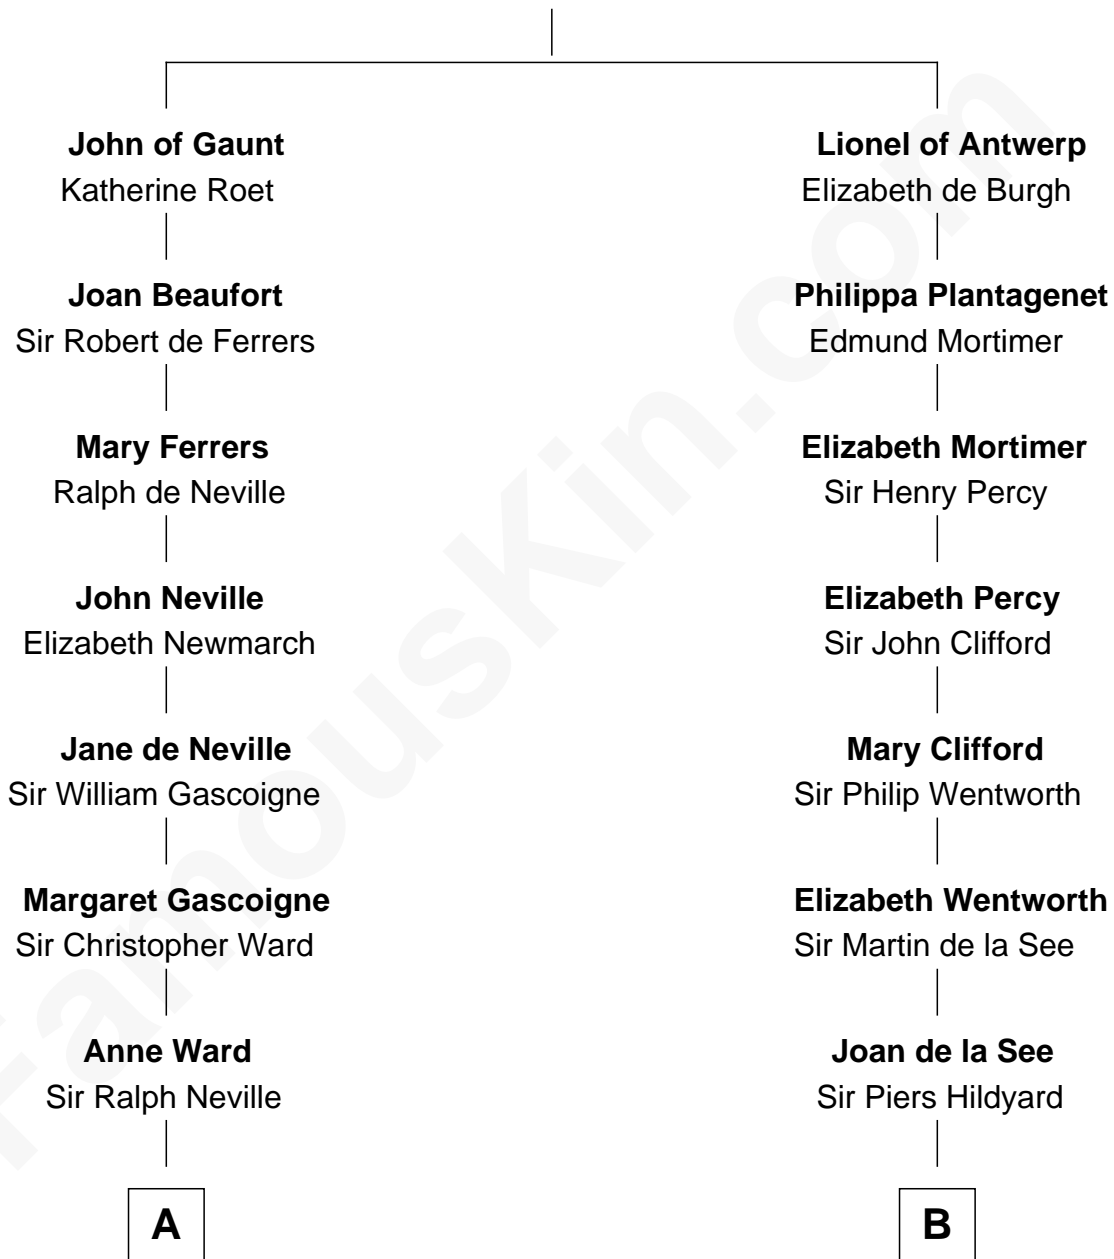 John of Gaunt
Katherine Roet
Joan Beaufort
Sir Robert de Ferrers
Mary Ferrers
Ralph de Neville
John Neville
Elizabeth Newmarch
Jane de Neville
Sir William Gascoigne
Margaret Gascoigne
Sir Christopher Ward
Anne Ward
Sir Ralph Neville
A
Lionel of Antwerp
Elizabeth de Burgh
Philippa Plantagenet
Edmund Mortimer
Elizabeth Mortimer
Sir Henry Percy
Elizabeth Percy
Sir John Clifford
Mary Clifford
Sir Philip Wentworth
Elizabeth Wentworth
Sir Martin de la See
Joan de la See
Sir Piers Hildyard
B
FamousKin.com